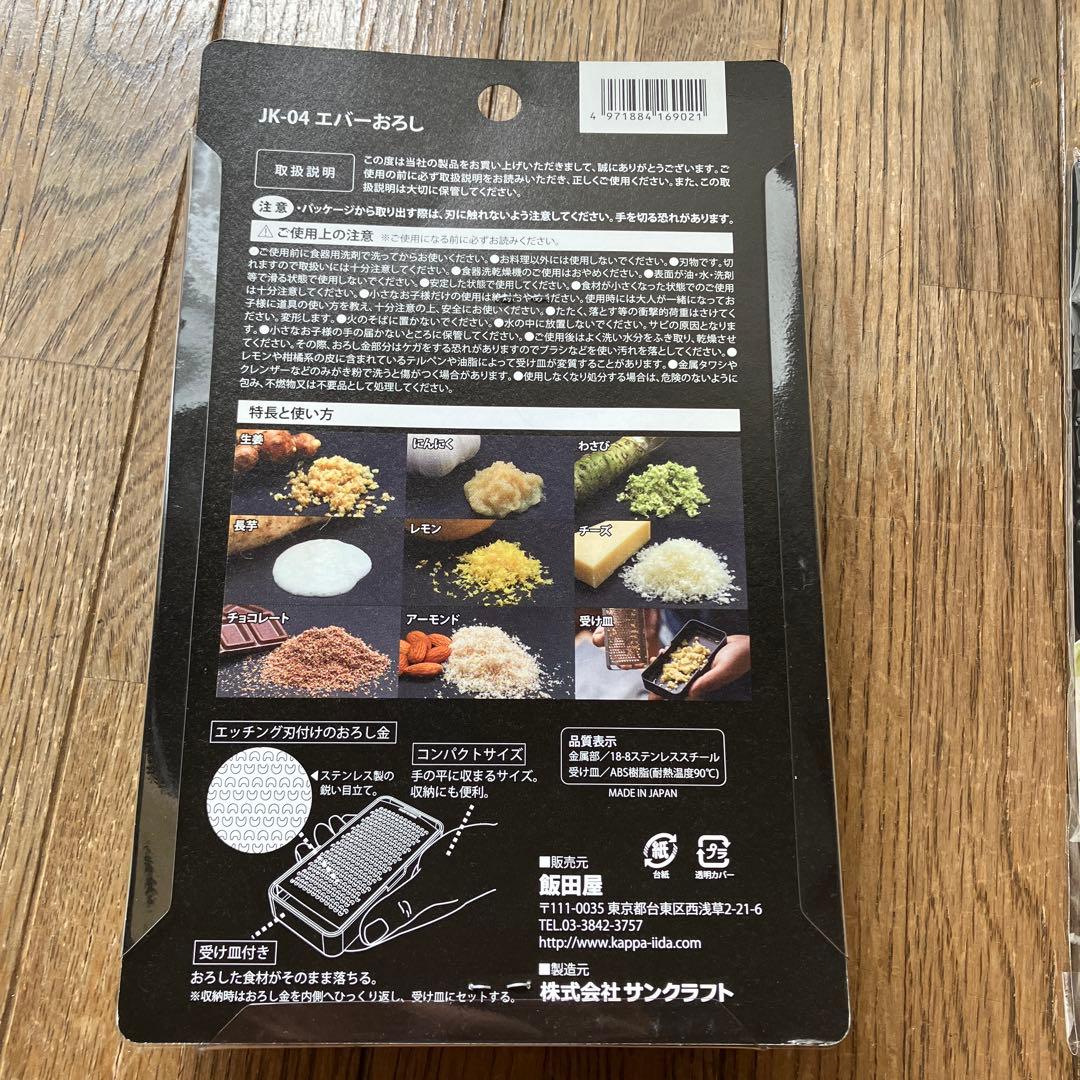 JK-04 エバーおろし
4 971884 169021
取扱説明
この度は当社の製品をお買い上げいただきまして、誠にありがとうございます。ご
使用の前に必ず取扱説明をお読みいただき、正しくご使用ください。また、この取
扱説明は大切に保管してください。
注意 ・パッケージから取り出す際は、刃に触れないよう注意してください。手を切る恐れがあります。
⚠ ご使用上の注意 ※ご使用になる前に必ずお読みください。
●ご使用前に食器用洗剤で洗ってからお使いください。●お料理以外には使用しないでください。●刃物です。切
れますので取扱いには十分注意してください。●食器洗乾燥機のご使用はおやめください。●表面が油・水・洗剤
等で滑る状態で使用しないでください。●安定した状態で使用してください。●食材が小さくなった状態でのご使用
は十分注意してください。●小さなお子様だけの使用は絶対おやめください。使用時には大人が一緒になってお
子様に道具の使い方を教え、十分注意の上、安全にお使いください。●たたく、落とす等の衝撃的荷重はさけてく
ださい。変形します。●火のそばに置かないでください。●水の中に放置しないでください。サビの原因となりま
す。●小さなお子様の手の届かないところに保管してください。●ご使用後はよく洗い水分をふき取り、乾燥させ
てください。その際、おろし金部分はケガをする恐れがありますのでブラシなどを使い汚れを落としてください。●
レモンや柑橘系の皮に含まれているテルペンや油脂によって受け皿が変質することがあります。●金属タワシや
クレンザーなどのみがき粉で洗うと傷がつく場合があります。●使用しなくなり処分する場合は、危険のないように
包み、不燃物又は不要品として処理してください。
特長と使い方
生姜
にんにく
わさび
長芋
レモン
チーズ
チョコレート
アーモンド
受け皿
エッチング刃付けのおろし金
◀ステンレス製の
鋭い目立て。
コンパクトサイズ
手の平に収まるサイズ。
収納にも便利。
受け皿付き
おろした食材がそのまま落ちる。
※収納時はおろし金を内側へひっくり返し、受け皿にセットする。
品質表示
金属部／18-8ステンレススチール
受け皿／ABS樹脂(耐熱温度90℃)
MADE IN JAPAN
紙
台紙
プラ
透明カバー
■販売元
飯田屋
〒111-0035 東京都台東区西浅草2-21-6
TEL.03-3842-3757
http://www.kappa-iida.com
■製造元
株式会社 サンクラフト